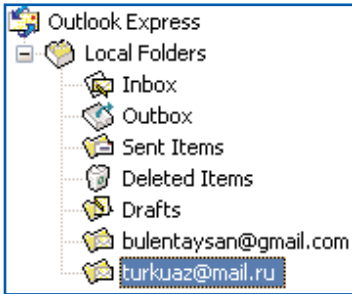 Outlook Express
Local Folders
Inbox
Outbox
Sent Items
Deleted Items
Drafts
bulentaysan@gmail.com
turkuaz@mail.ru